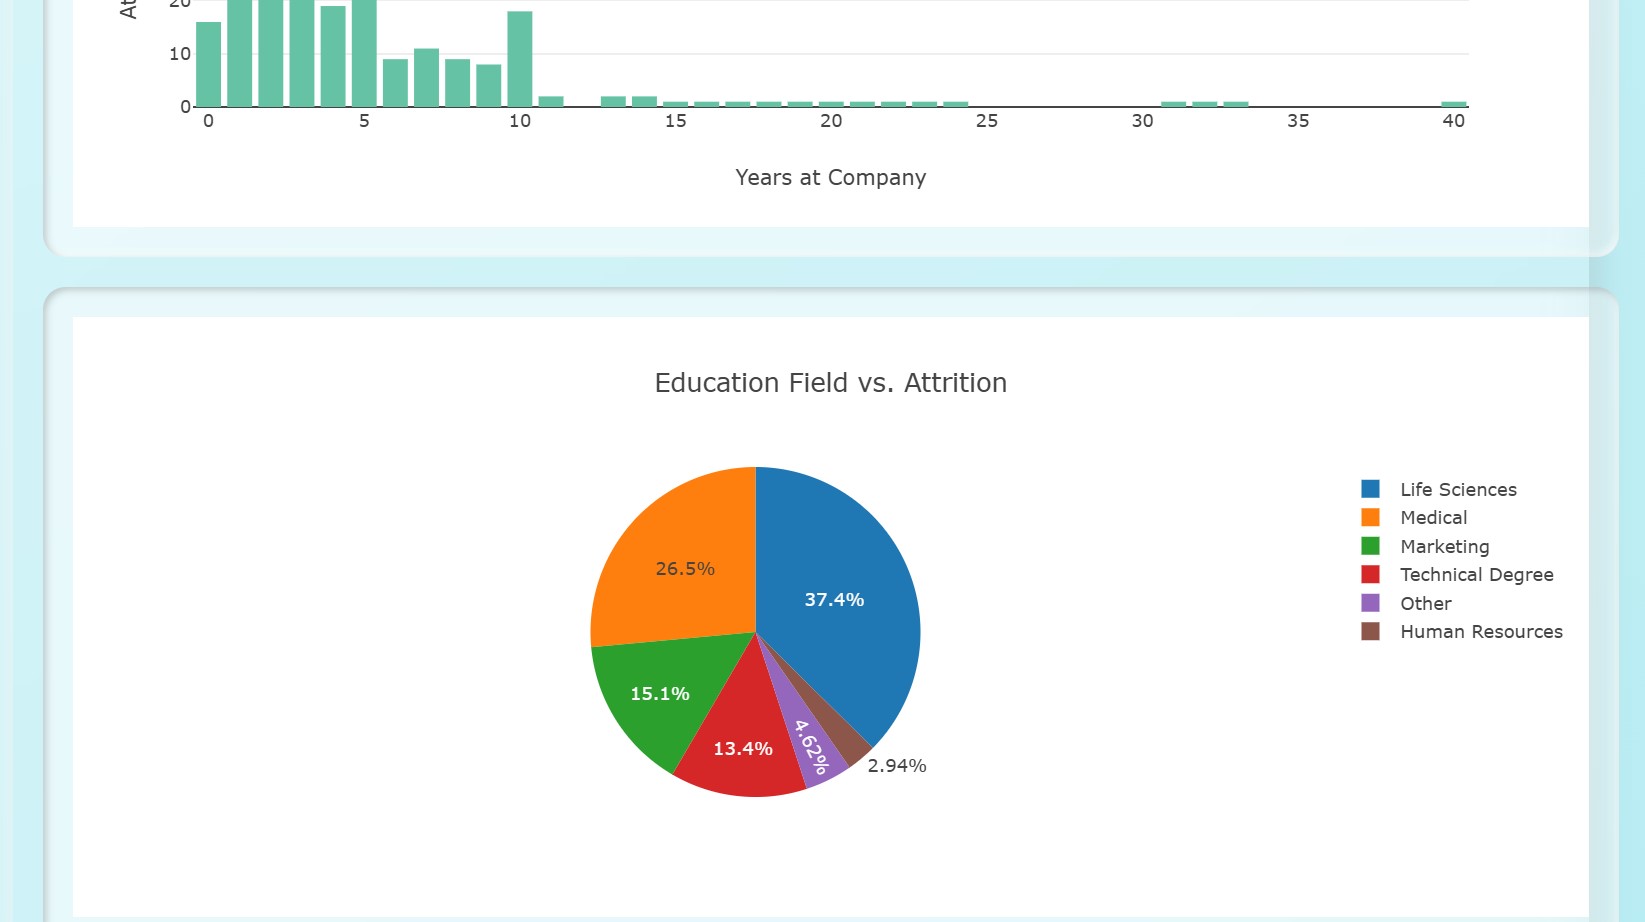 20
10
0
0 5 10 15 20 25 30 35 40
Years at Company
Education Field vs. Attrition
Life Sciences
Medical
Marketing
Technical Degree
Other
Human Resources
26.5%
37.4%
15.1%
13.4%
4.62%
2.94%